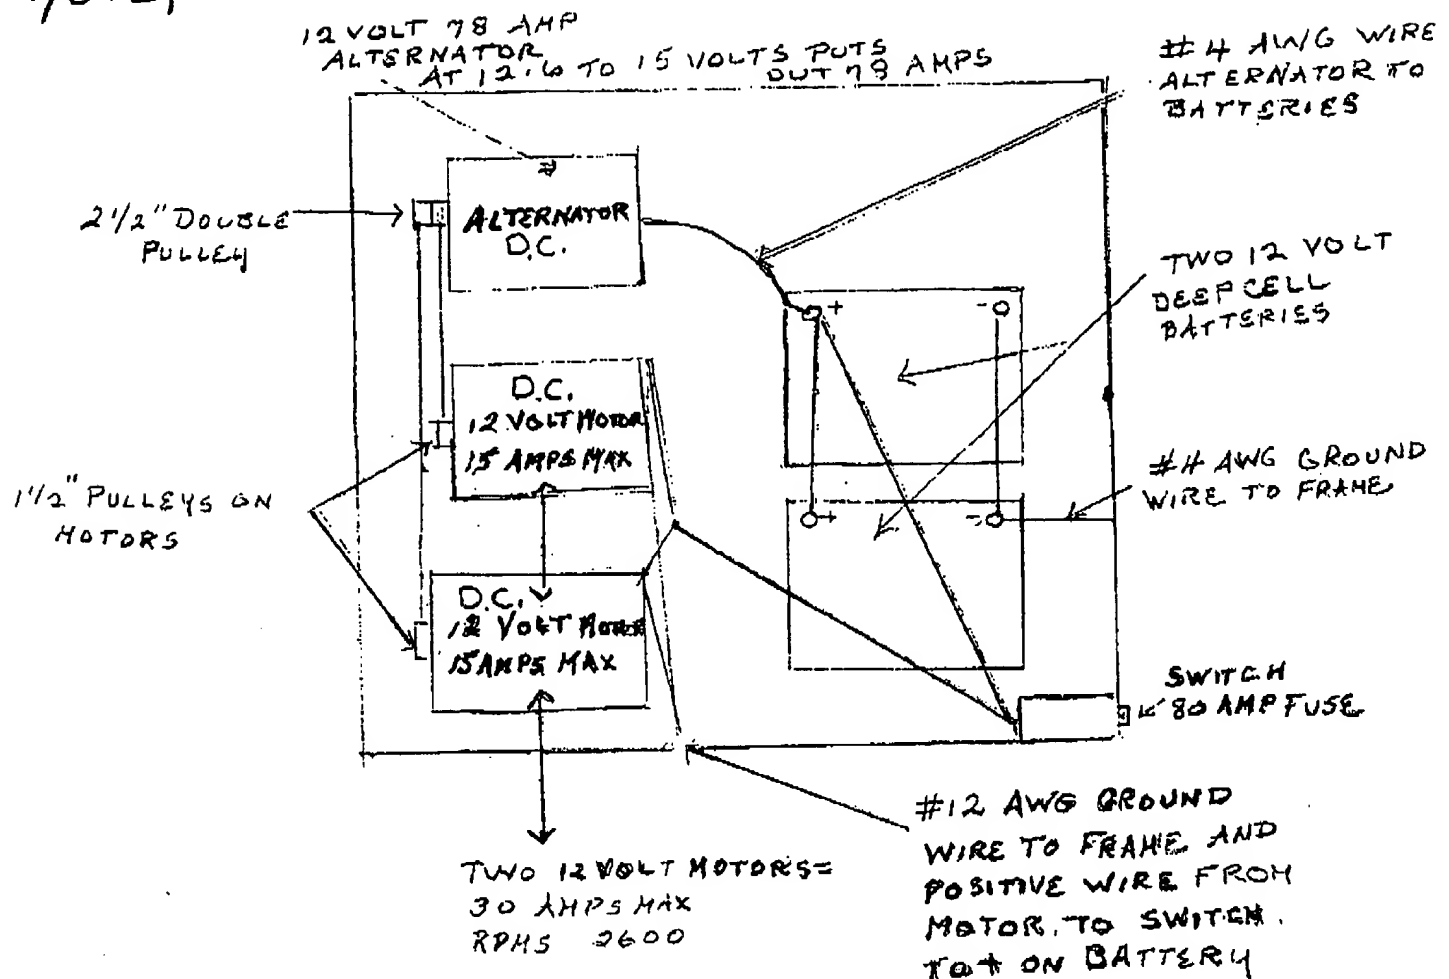 12 VOLT 78 AMP
ALTERNATOR
AT 12.6 TO 15 VOLTS PUTS
OUT 78 AMPS
#4 AWG WIRE
ALTERNATOR TO
BATTERIES
2 1/2" DOUBLE
PULLEY
ALTERNATOR
D.C.
TWO 12 VOLT
DEEP CELL
BATTERIES
+
-
D.C.
12 VOLT MOTOR
15 AMPS MAX
#4 AWG GROUND
WIRE TO FRAME
1 1/2" PULLEYS ON
MOTORS
+
-
D.C.
12 VOLT MOTOR
15 AMPS MAX
SWITCH
80 AMP FUSE
#12 AWG GROUND
WIRE TO FRAME AND
POSITIVE WIRE FROM
MOTOR. TO SWITCH.
TO + ON BATTERY
TWO 12 VOLT MOTORS=
30 AMPS MAX
RPMS 2600